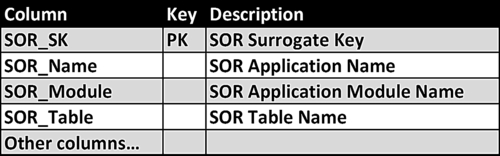 Column Key Description
SOR_SK PK SOR Surrogate Key
SOR_Name SOR Application Name
SOR_Module SOR Application Module Name
SOR_Table SOR Table Name
Other columns...